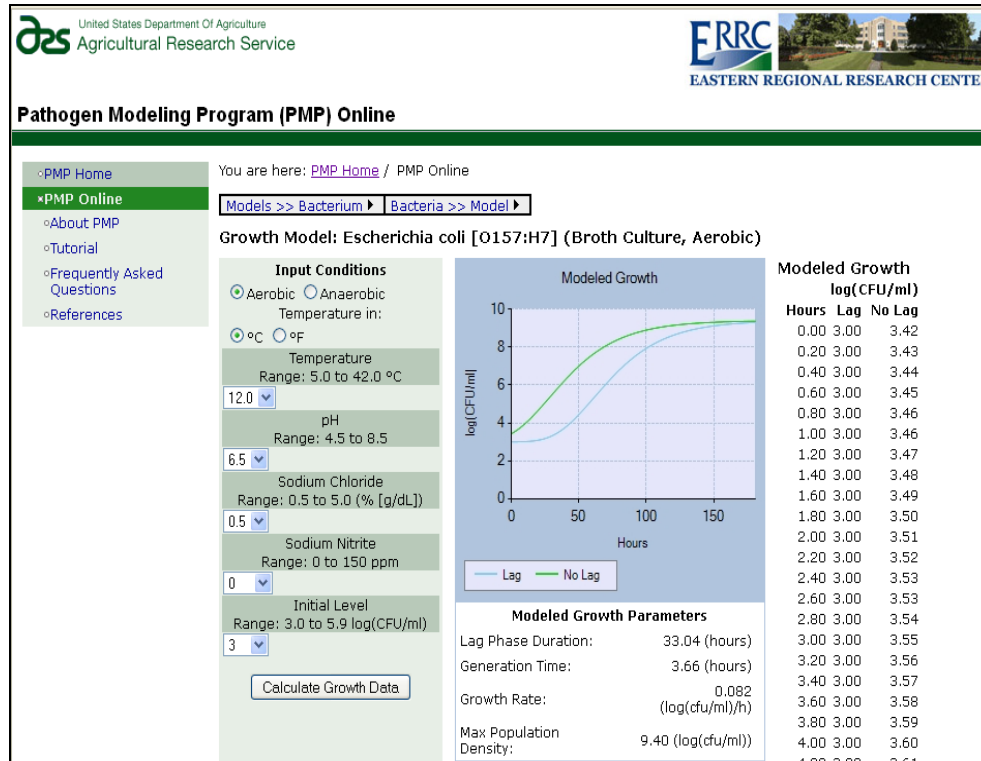 United States Department Of Agriculture
ars Agricultural Research Service
ERRC
EASTERN REGIONAL RESEARCH CENTE
Pathogen Modeling Program (PMP) Online
PMP Home
×PMP Online
About PMP
Tutorial
Frequently Asked
Questions
References
You are here: PMP Home / PMP Online
Models >> Bacterium Bacteria >> Model
Growth Model: Escherichia coli [O157:H7] (Broth Culture, Aerobic)
Input Conditions
Aerobic Anaerobic
Temperature in:
ºC ºF
Temperature
Range: 5.0 to 42.0 ºC
12.0
pH
Range: 4.5 to 8.5
6.5
Sodium Chloride
Range: 0.5 to 5.0 (% [g/dL])
0.5
Sodium Nitrite
Range: 0 to 150 ppm
0
Initial Level
Range: 3.0 to 5.9 log(CFU/ml)
3
Calculate Growth Data
Modeled Growth
log(CFU/ml|
10
8
6
4
2
0
0 50 100 150
Hours
Lag No Lag
Modeled Growth Parameters
Lag Phase Duration: 33.04 (hours)
Generation Time: 3.66 (hours)
Growth Rate: 0.082
(log(cfu/ml)/h)
Max Population
Density: 9.40 (log(cfu/ml))
Modeled Growth
log(CFU/ml)
Hours Lag No Lag
0.00 3.00 3.42
0.20 3.00 3.43
0.40 3.00 3.44
0.60 3.00 3.45
0.80 3.00 3.46
1.00 3.00 3.46
1.20 3.00 3.47
1.40 3.00 3.48
1.60 3.00 3.49
1.80 3.00 3.50
2.00 3.00 3.51
2.20 3.00 3.52
2.40 3.00 3.53
2.60 3.00 3.53
2.80 3.00 3.54
3.00 3.00 3.55
3.20 3.00 3.56
3.40 3.00 3.57
3.60 3.00 3.58
3.80 3.00 3.59
4.00 3.00 3.60